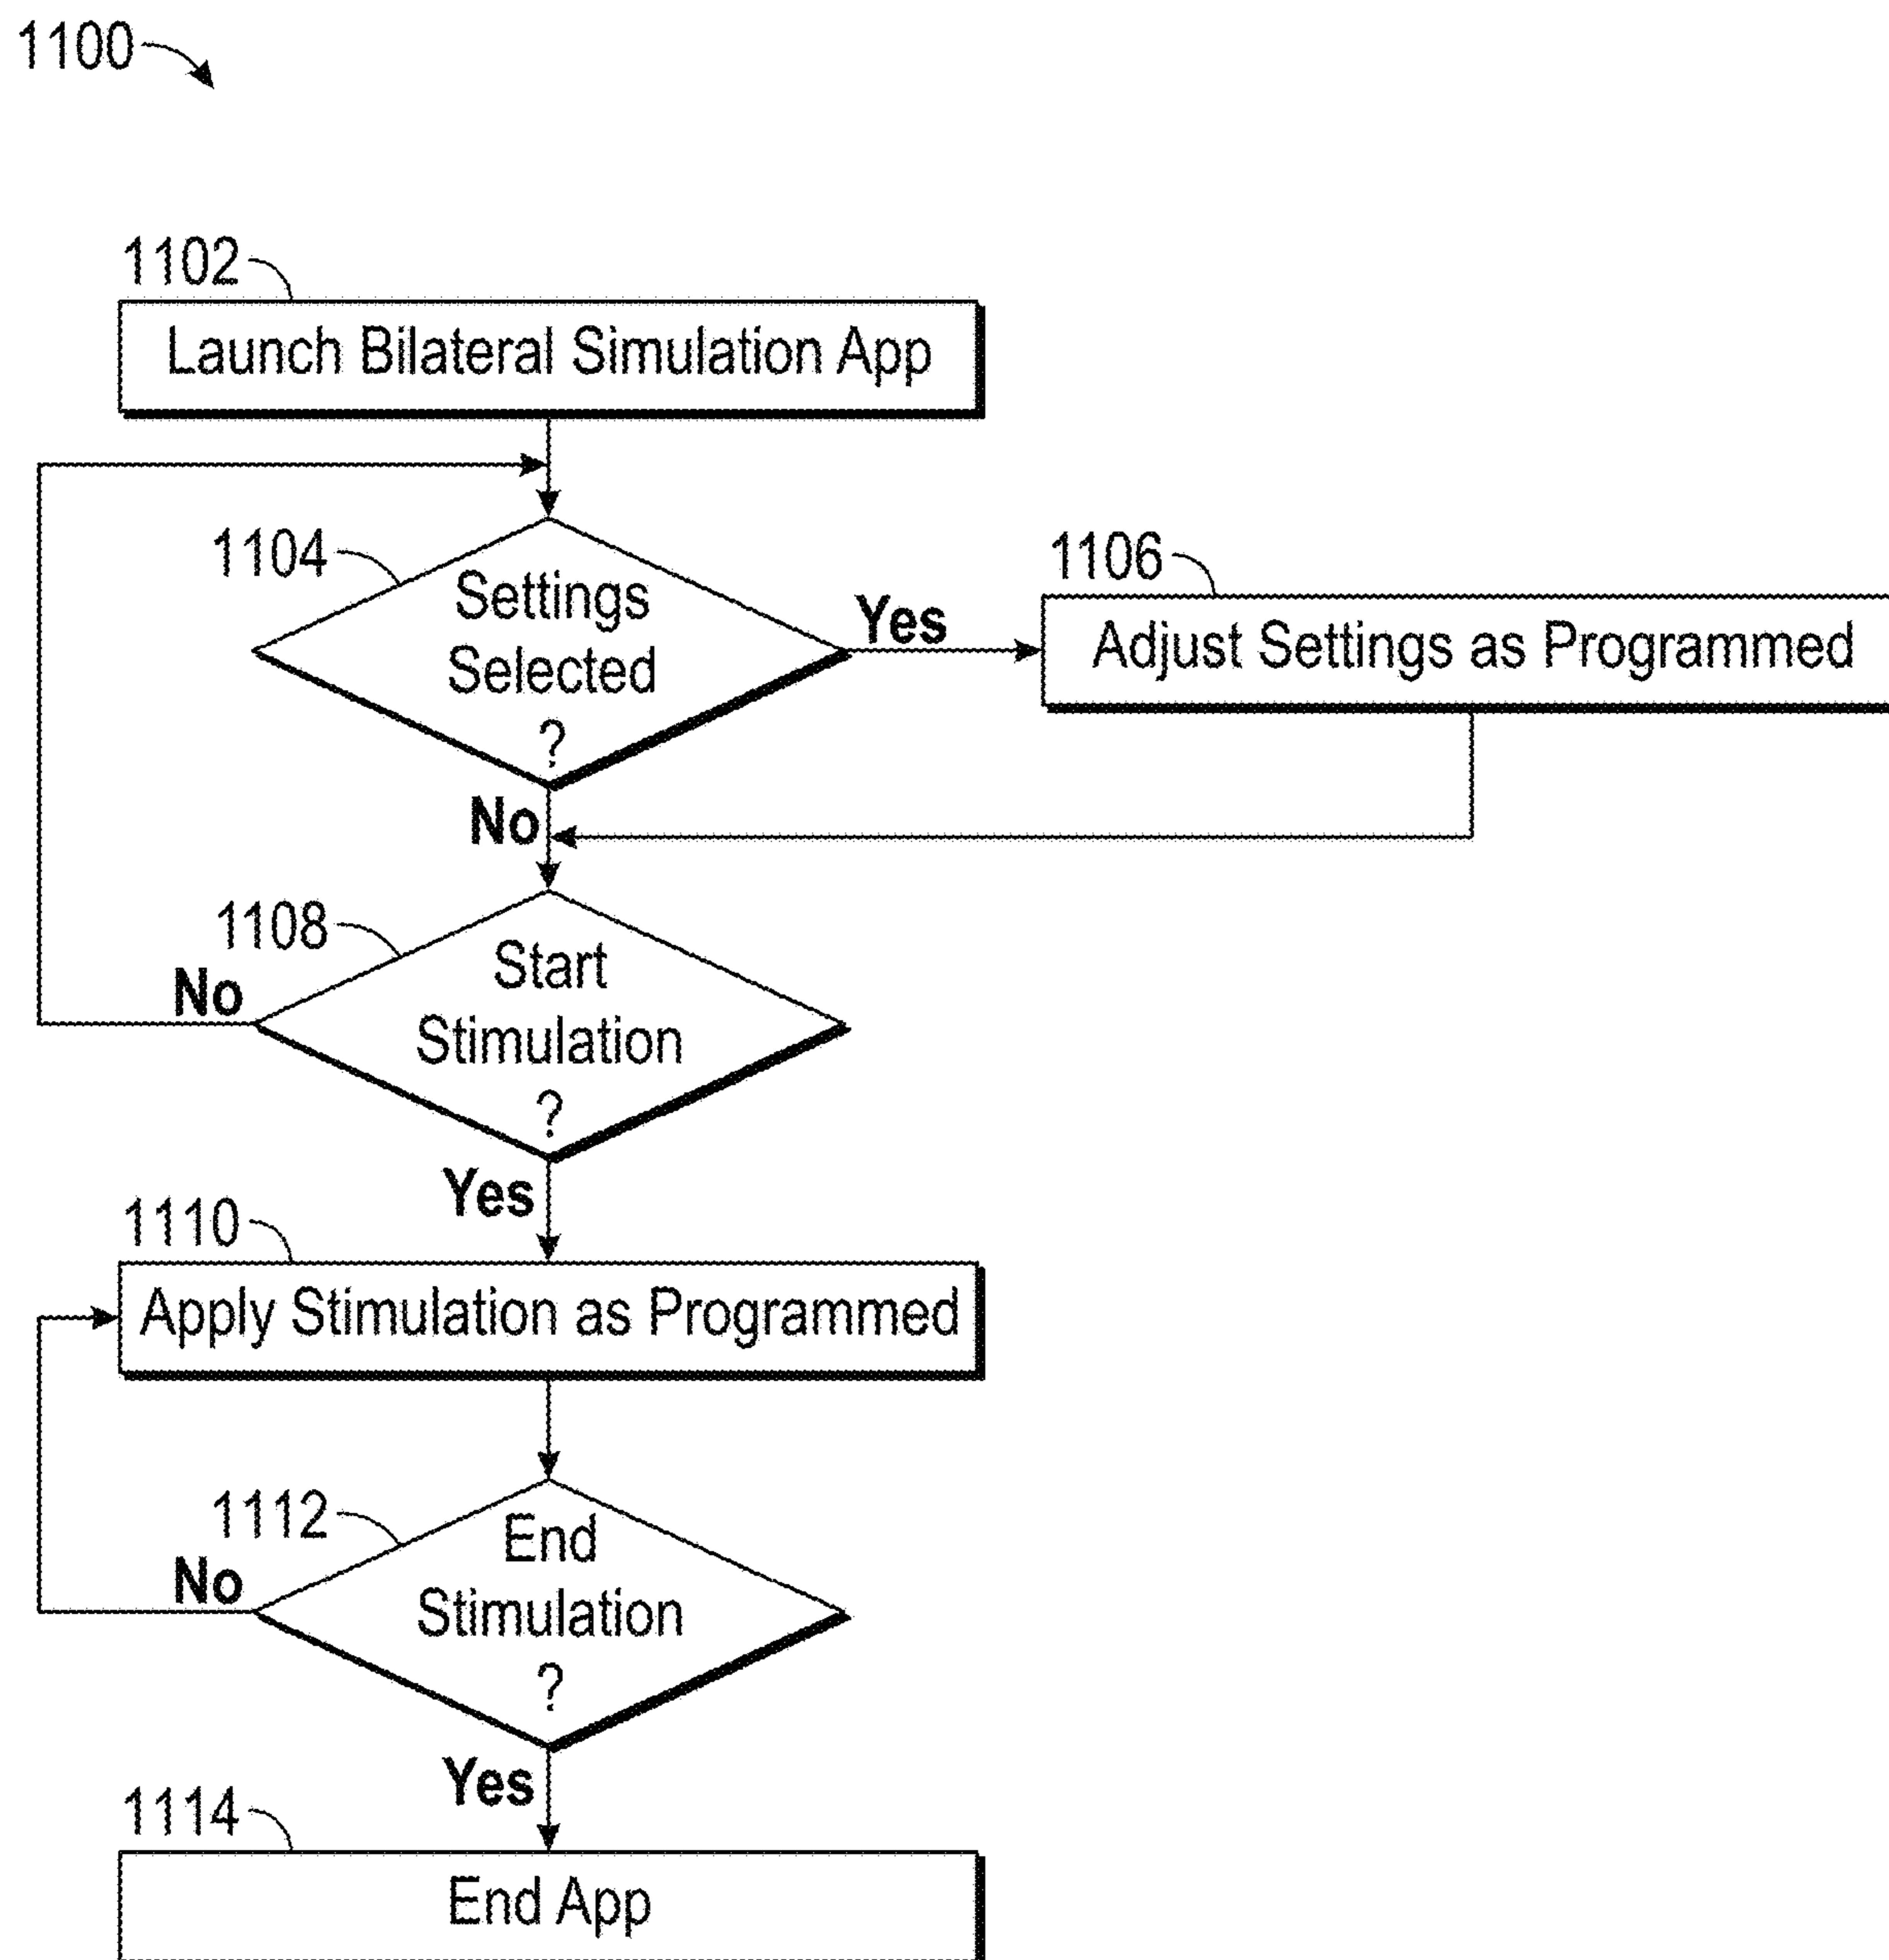 1100
1102
Launch Bilateral Simulation App
1104
Settings
Selected
?
Yes
1106
Adjust Settings as Programmed
No
1108
Start
Stimulation
?
No
Yes
1110
Apply Stimulation as Programmed
1112
End
Stimulation
?
No
Yes
1114
End App